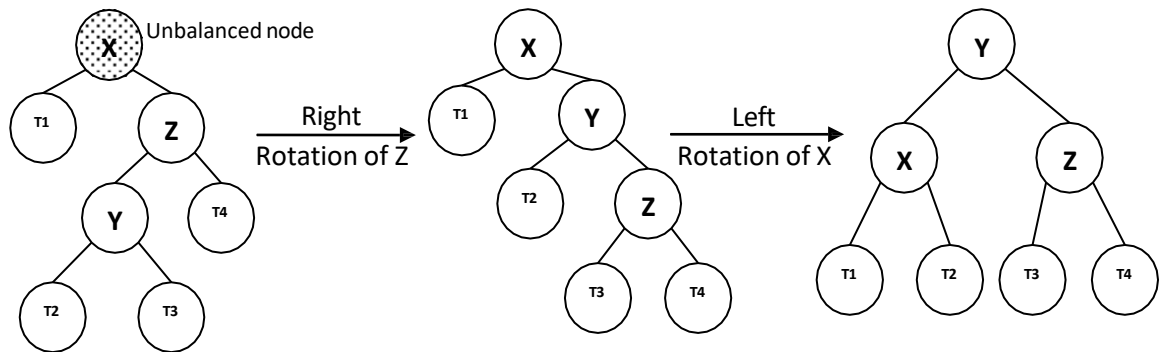 X
Unbalanced node
T1
Z
Y
T4
T2
T3
Right
Rotation of Z
X
T1
Y
T2
Z
T3
T4
Left
Rotation of X
Y
X
Z
T1
T2
T3
T4